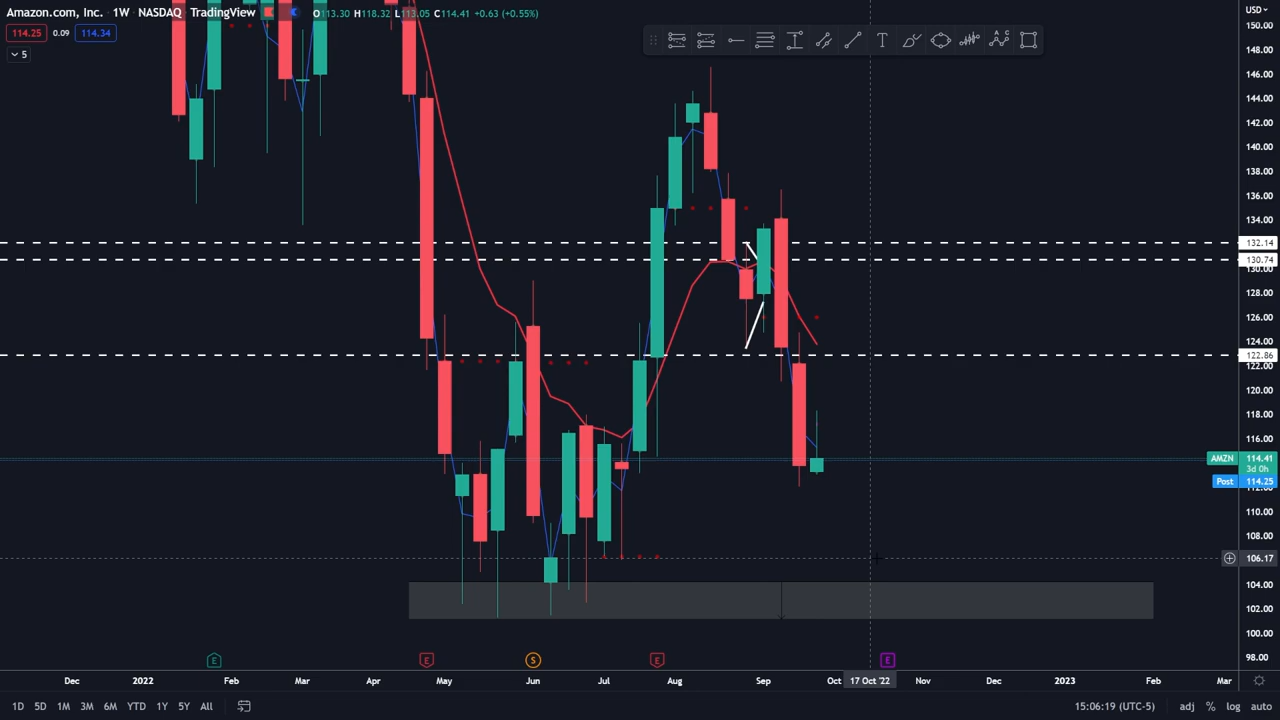 Amazon.com, Inc. · 1W · NASDAQ TradingView O113.30 H118.32 L113.05 C114.41 +0.63 (+0.55%)
USD
114.25 0.09 114.34
5
T
150.00
148.00
146.00
144.00
142.00
140.00
138.00
136.00
134.00
132.14
130.74
130.00
128.00
126.00
124.00
122.86
122.00
120.00
118.00
116.00
AMZN 114.41
3d 0h
Post 114.25
110.00
108.00
106.17
104.00
102.00
100.00
98.00
E E S E E
Dec 2022 Feb Mar Apr May Jun Jul Aug Sep Oct 17 Oct '22 Nov Dec 2023 Feb Mar
1D 5D 1M 3M 6M YTD 1Y 5Y All 15:06:19 (UTC-5) adj % log auto